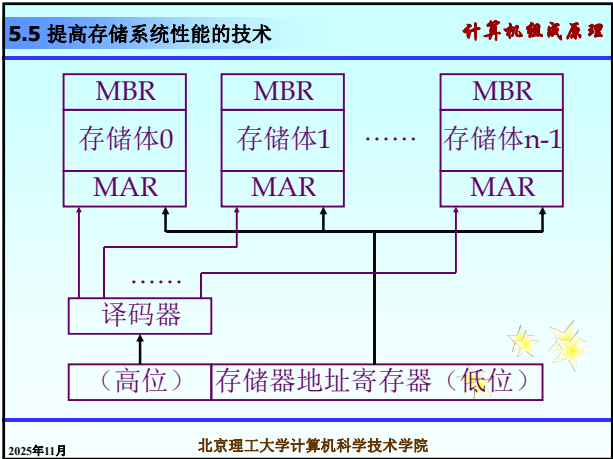 5.5 提高存储系统性能的技术 计算机组成原理
MBR MBR MBR
存储体0 存储体1 …… 存储体n-1
MAR MAR MAR
……
译码器
（高位） 存储器地址寄存器（低位）
2025年11月 北京理工大学计算机科学技术学院